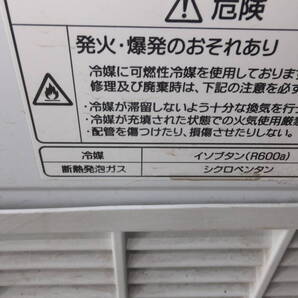 危険
発火・爆発のおそれあり
冷媒に可燃性冷媒を使用しております
修理及び廃棄時は、下記の注意を必ず
・冷媒が滞留しないよう十分な換気を行っ
・冷媒が充填された状態での火気使用厳禁
・配管を傷つけたり、損傷させたりしない
冷媒 イソブタン(R600a)
断熱発泡ガス シクロペンタン